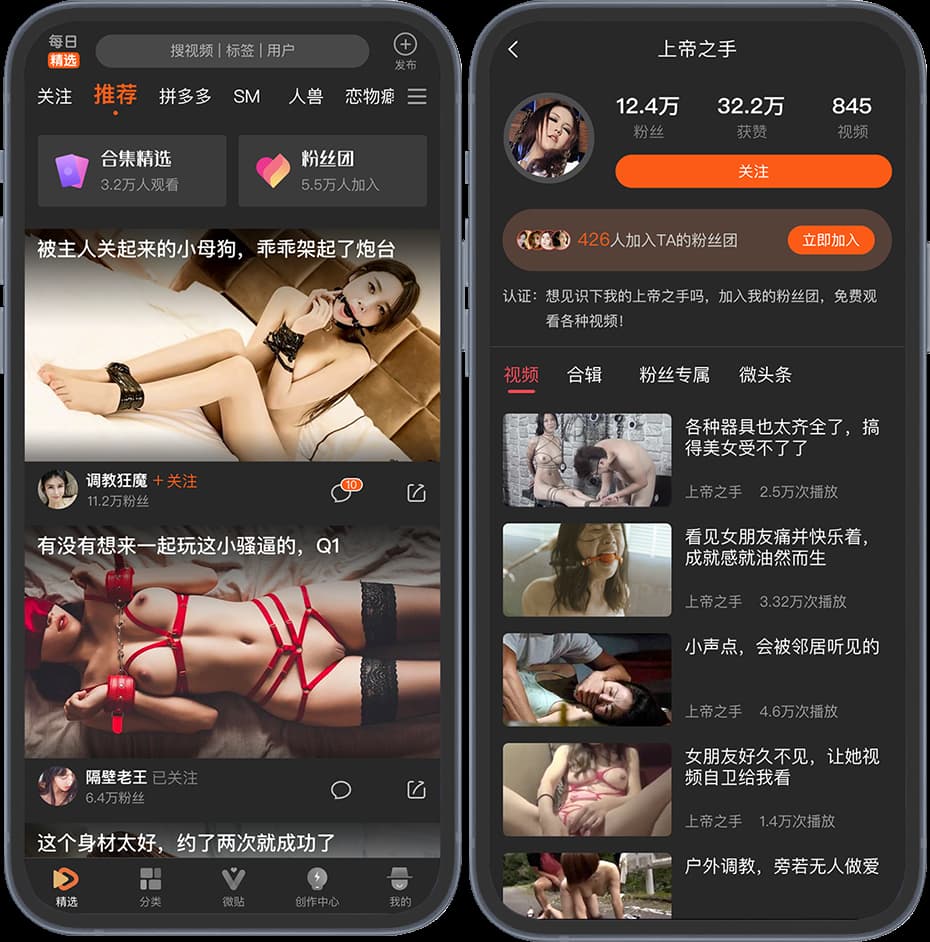 每日
精选
搜视频 | 标签 | 用户
发布
关注 推荐 拼多多 SM 人兽 恋物癖
合集精选
3.2万人观看
粉丝团
5.5万人加入
被主人关起来的小母狗，乖乖架起了炮台
调教狂魔 + 关注
11.2万粉丝
10
有没有想来一起玩这小骚逼的，Q1
隔壁老王 已关注
6.4万粉丝
这个身材太好，约了两次就成功了
精选 分类 微贴 创作中心 我的
上帝之手
12.4万 32.2万 845
粉丝 获赞 视频
关注
426人加入TA的粉丝团
立即加入
认证：想见识下我的上帝之手吗，加入我的粉丝团，免费观
看各种视频！
视频 合辑 粉丝专属 微头条
各种器具也太齐全了，搞
得美女受不了了
上帝之手 2.5万次播放
看见女朋友痛并快乐着，
成就感就油然而生
上帝之手 3.32万次播放
小声点，会被邻居听见的
上帝之手 4.6万次播放
女朋友好久不见，让她视
频自卫给我看
上帝之手 1.4万次播放
户外调教，旁若无人做爱